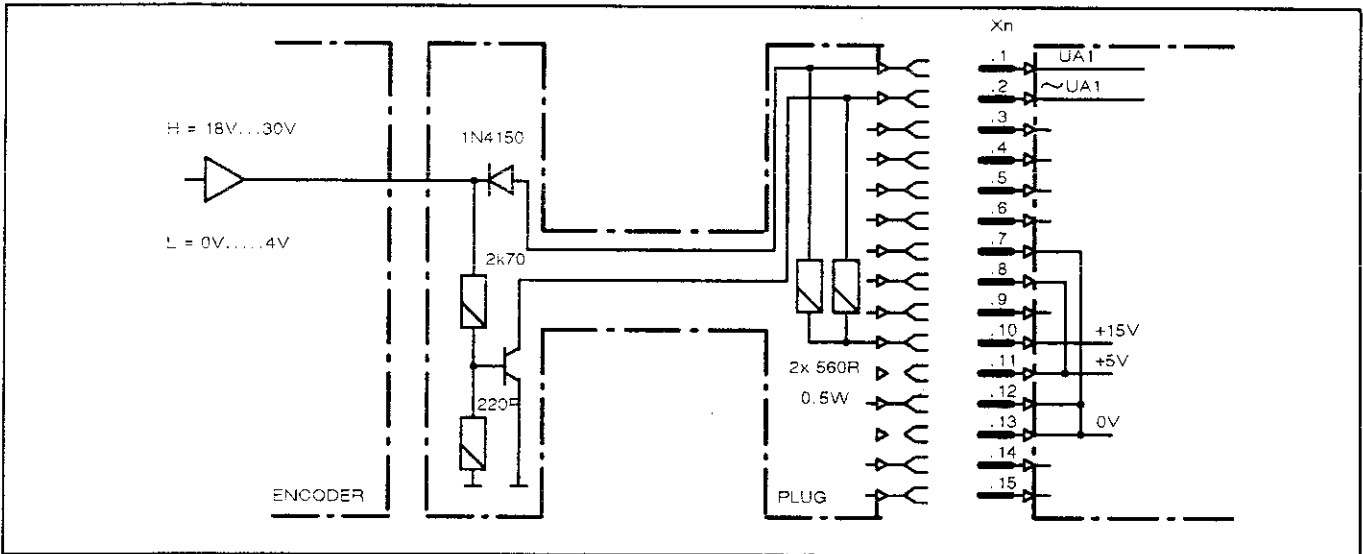 Xn
.1 UA1
.2 ~UA1
.3
H = 18V...30V
1N4150
.4
.5
.6
L = 0V.....4V
.7
2k70
.8
.9
.10 +15V
2x 560R
.11 +5V
0.5W
.12
220R
.13 0V
.14
ENCODER
PLUG
.15